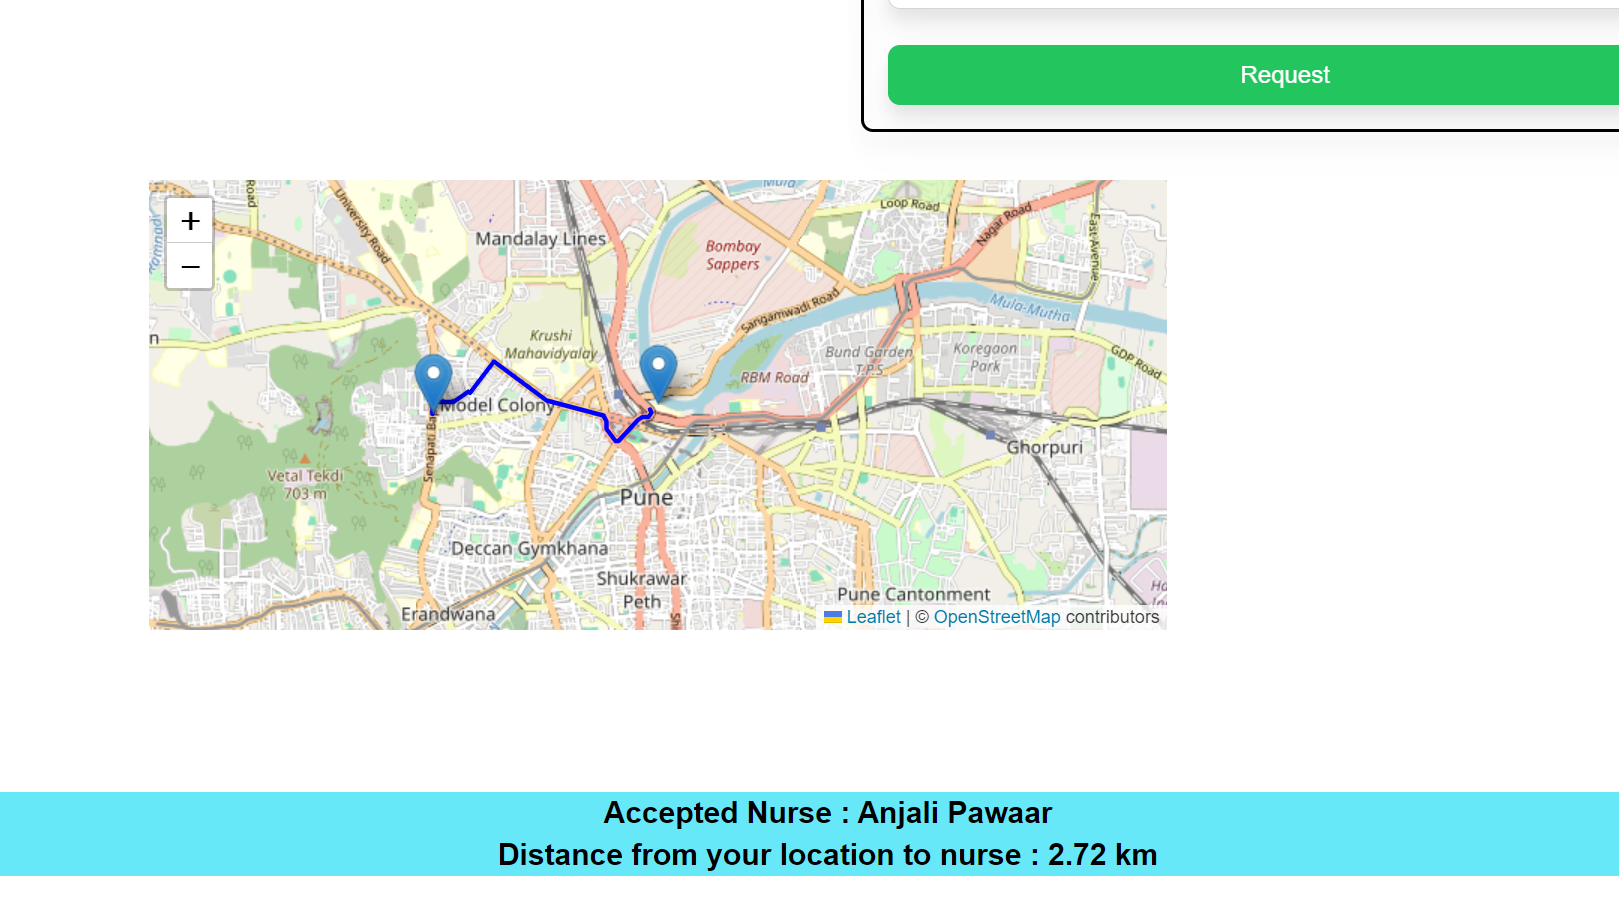 Request
+
−
Road
Ramnadi
University Road
Mandalay Lines
Mula
Loop Road
Nagar Road
East Avenue
Bombay
Sappers
Sangamwadi Road
Mula-Mutha
n
Krushi
Mahavidyalay
Bund Garden
T.P.S.
Koregaon
Park
GDP Road
RBM Road
Model Colony
Senapati Ba
Vetal Tekdi
703 m
Ghorpuri
Pune
Deccan Gymkhana
Shukrawar
Peth
Pune Cantonment
Erandwana
Leaflet | © OpenStreetMap contributors
Accepted Nurse : Anjali Pawaar
Distance from your location to nurse : 2.72 km